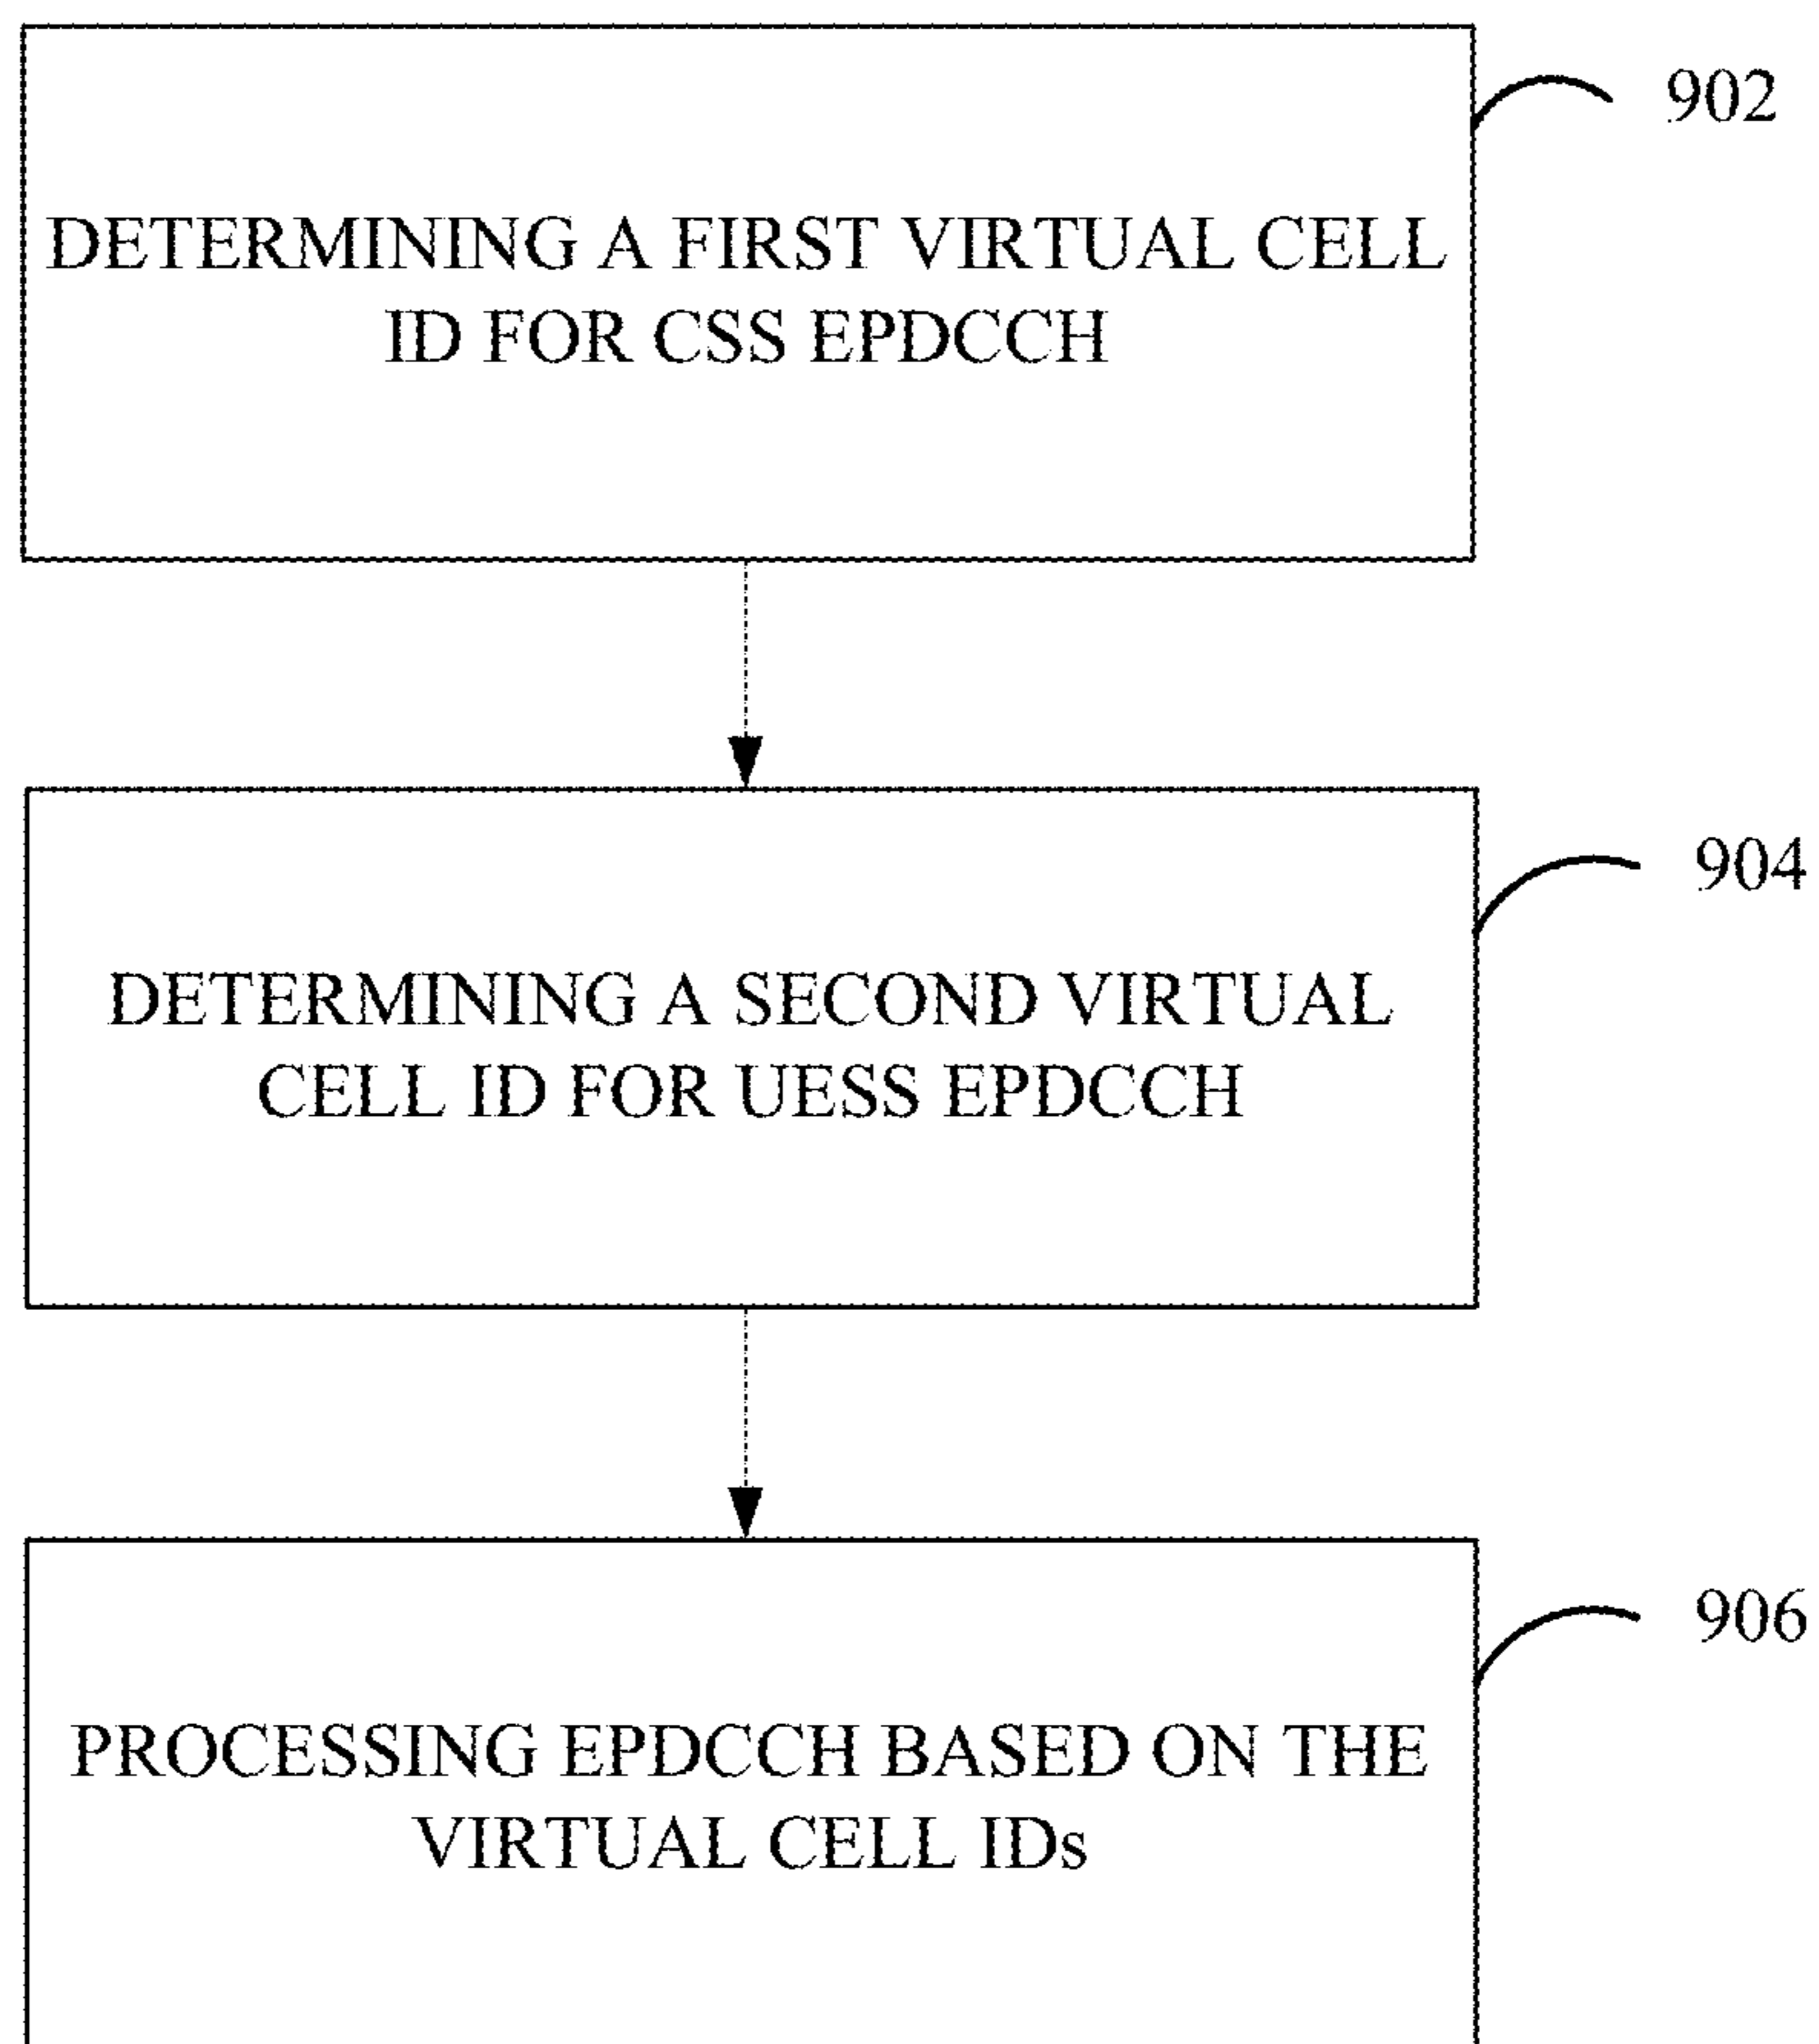 902
DETERMINING A FIRST VIRTUAL CELL
ID FOR CSS EPDCCH
904
DETERMINING A SECOND VIRTUAL
CELL ID FOR UESS EPDCCH
906
PROCESSING EPDCCH BASED ON THE
VIRTUAL CELL IDs